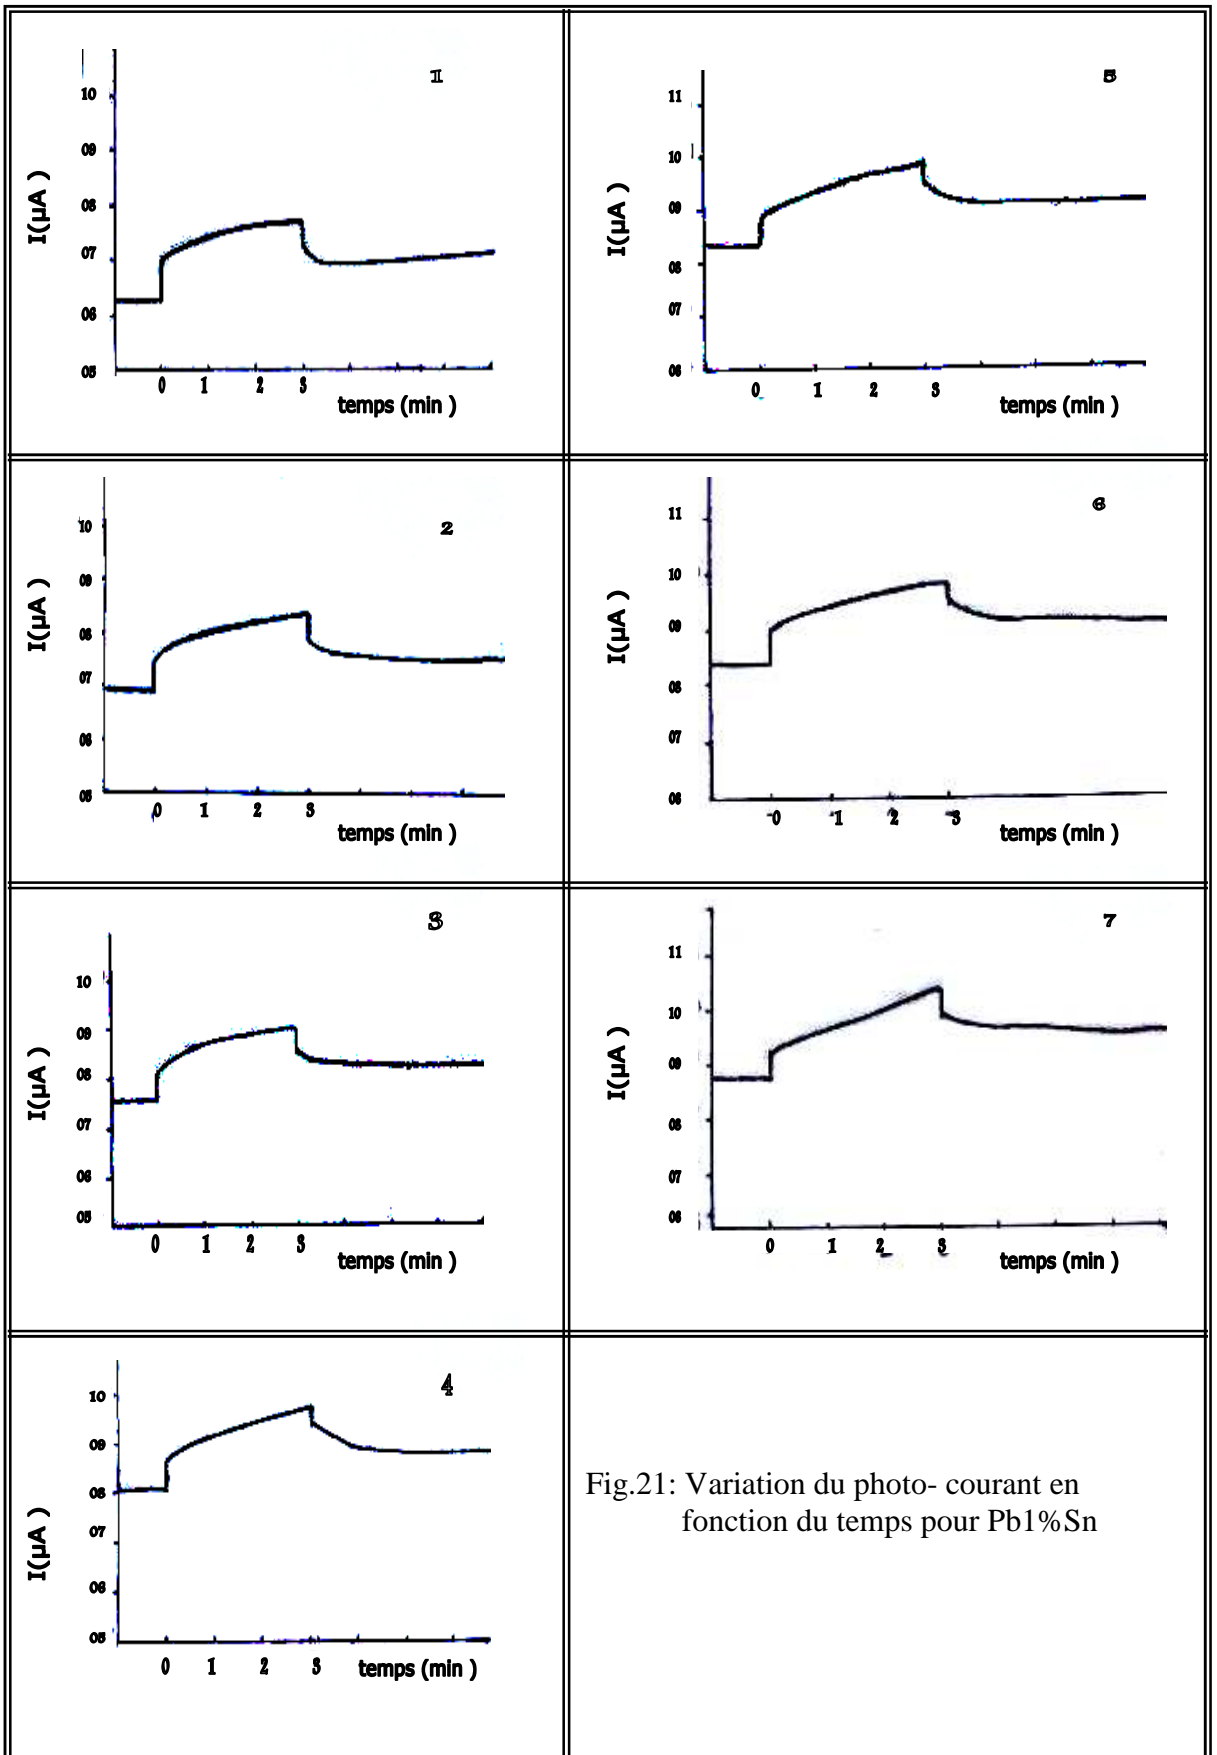 1
10
09
08
07
06
05
I(µA )
0 1 2 3
temps (min )
5
11
10
09
08
07
06
I(µA )
0 1 2 3
temps (min )
2
10
09
08
07
06
05
I(µA )
0 1 2 3
temps (min )
6
11
10
09
08
07
06
I(µA )
0 1 2 3
temps (min )
3
10
09
08
07
06
05
I(µA )
0 1 2 3
temps (min )
7
11
10
09
08
07
06
I(µA )
0 1 2 3
temps (min )
4
10
09
08
07
06
05
I(µA )
0 1 2 3
temps (min )
Fig.21: Variation du photo- courant en
fonction du temps pour Pb1%Sn